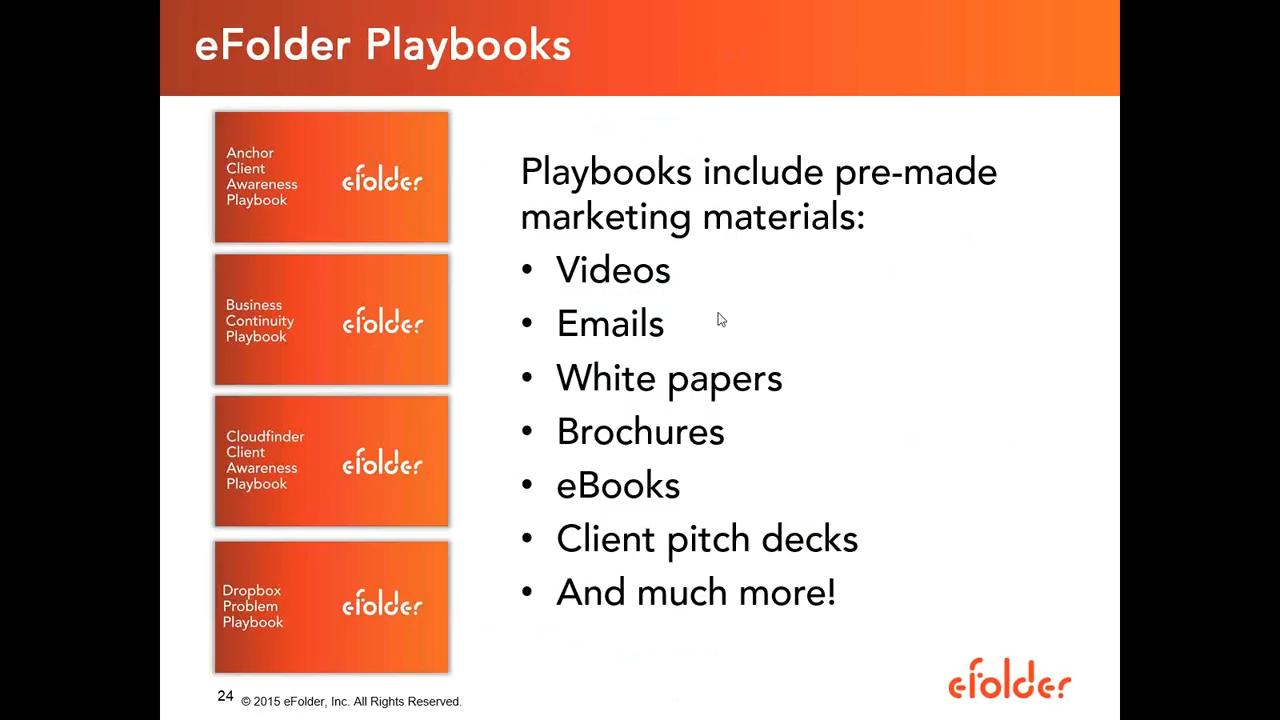 eFolder Playbooks
Anchor
Client
Awareness
Playbook
efolder
Business
Continuity
Playbook
efolder
Cloudfinder
Client
Awareness
Playbook
efolder
Dropbox
Problem
Playbook
efolder
Playbooks include pre-made
marketing materials:
• Videos
• Emails
• White papers
• Brochures
• eBooks
• Client pitch decks
• And much more!
24 © 2015 eFolder, Inc. All Rights Reserved.
efolder